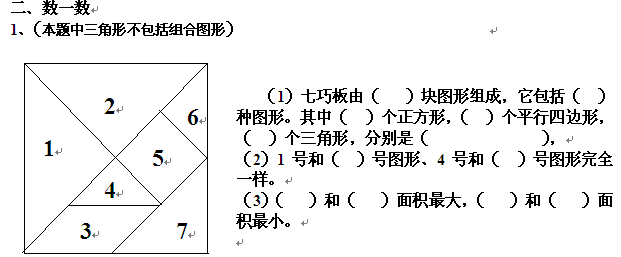 二、数一数
1、(本题中三角形不包括组合图形)
2
6
1
5
4
3
7
(1)七巧板由(  )块图形组成，它包括(  )
种图形。其中(  )个正方形，(  )个平行四边形，
(  )个三角形，分别是(      )，
(2)1 号和(  )号图形、4 号和(  )号图形完全
一样。
(3)(  )和(  )面积最大，(  )和(  )面
积最小。